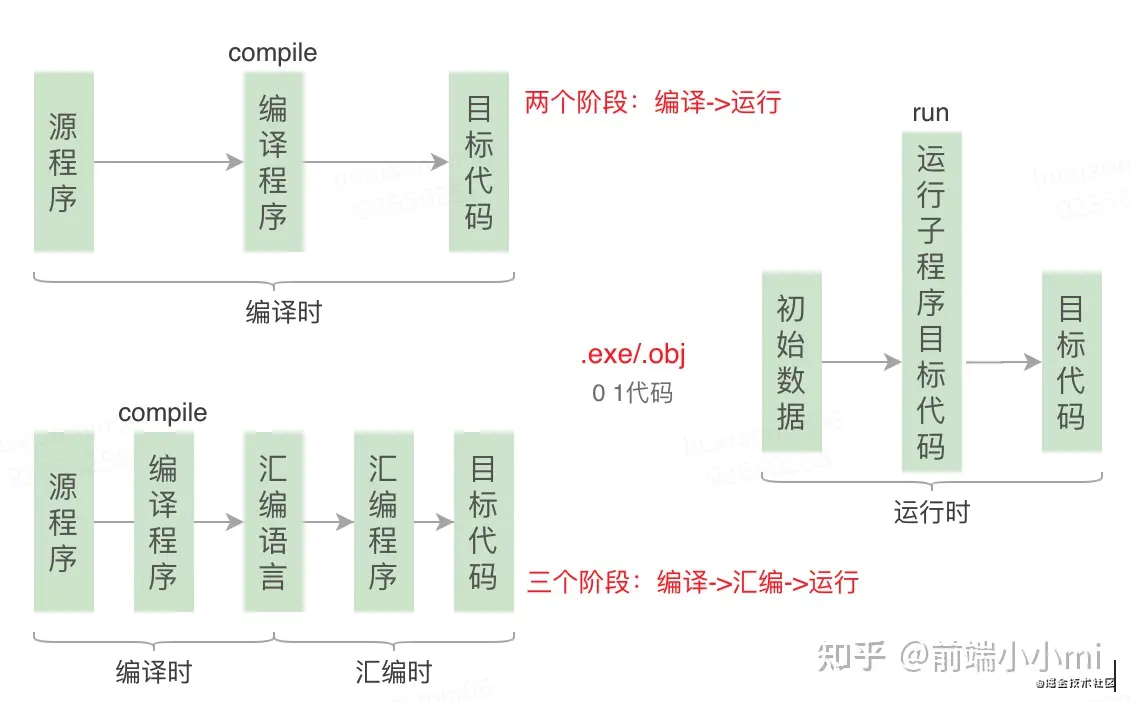 compile
源程序
编译程序
目标代码
两个阶段：编译->运行
编译时
compile
源程序
编译程序
汇编语言
汇编程序
目标代码
三个阶段：编译->汇编->运行
编译时
汇编时
.exe/.obj
0 1代码
run
初始数据
运行子程序目标代码
目标代码
运行时
知乎 @前端小小mi
@掘金技术社区